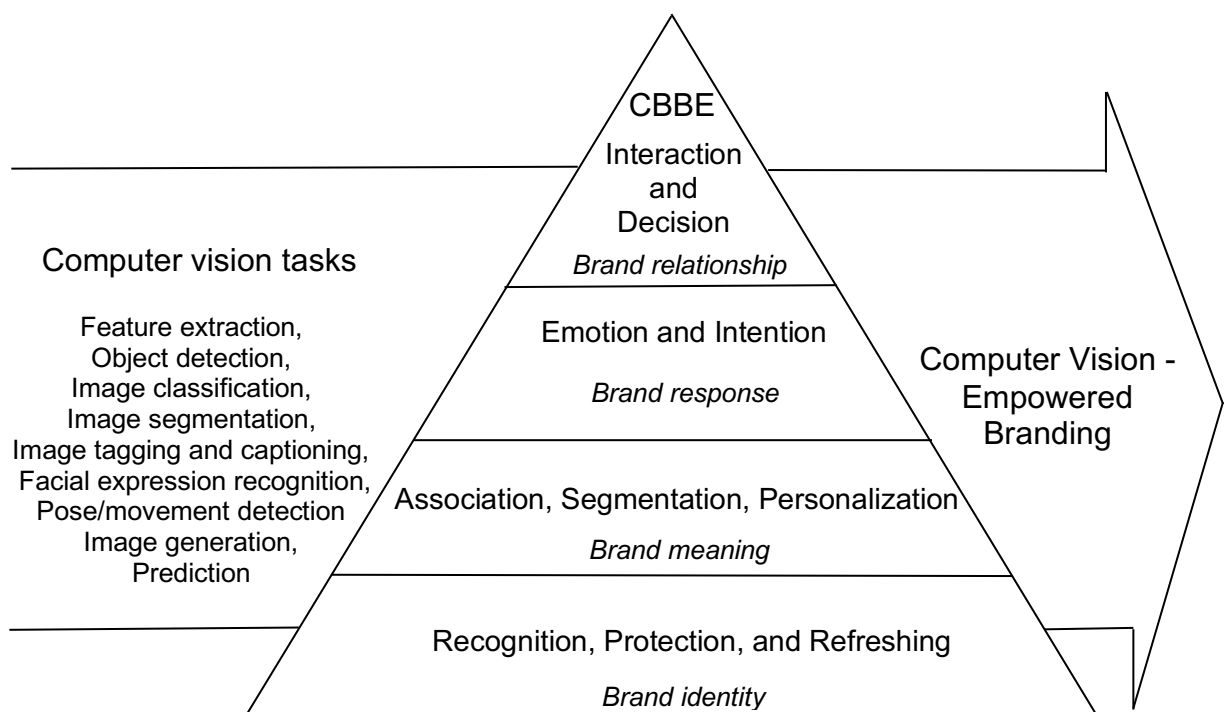 CBBE
Interaction
and
Decision
Brand relationship
Computer vision tasks
Feature extraction,
Object detection,
Image classification,
Image segmentation,
Image tagging and captioning,
Facial expression recognition,
Pose/movement detection
Image generation,
Prediction
Emotion and Intention
Brand response
Association, Segmentation, Personalization
Brand meaning
Recognition, Protection, and Refreshing
Brand identity
Computer Vision -
Empowered
Branding